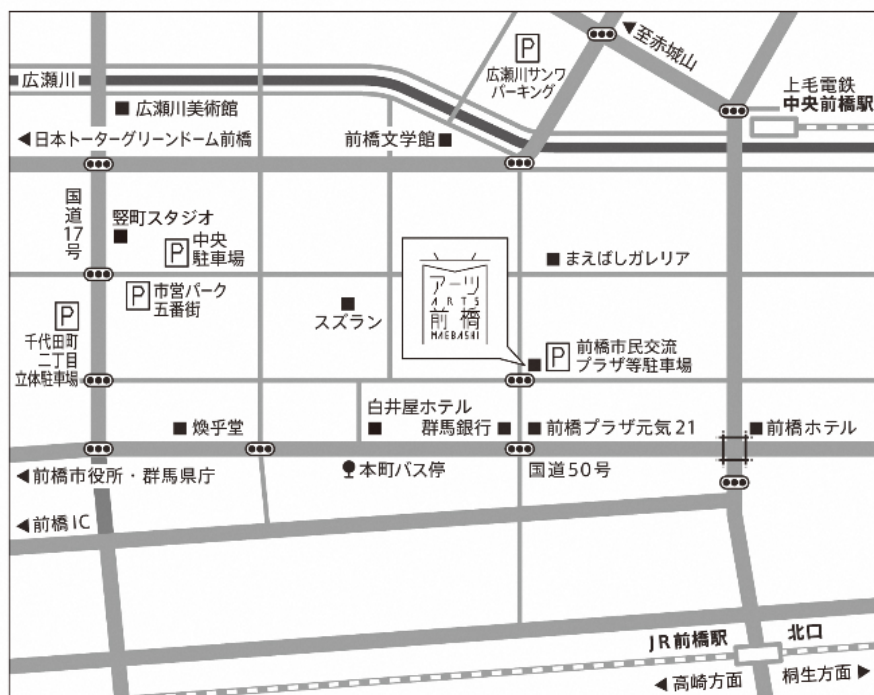 至赤城山
P
広瀬川サンワ
パーキング
上毛電鉄
中央前橋駅
広瀬川
広瀬川美術館
日本トーターグリーンドーム前橋
前橋文学館
国道17号
竪町スタジオ
P
中央
駐車場
まえばしガレリア
アーツ
ARTS
前橋
MAEBASHI
P
市営パーク
五番街
スズラン
P
千代田町
二丁目
立体駐車場
P
前橋市民交流
プラザ等駐車場
白井屋ホテル
煥乎堂
群馬銀行
前橋プラザ元気21
前橋ホテル
前橋市役所・群馬県庁
本町バス停
国道50号
前橋IC
JR前橋駅
北口
高崎方面
桐生方面